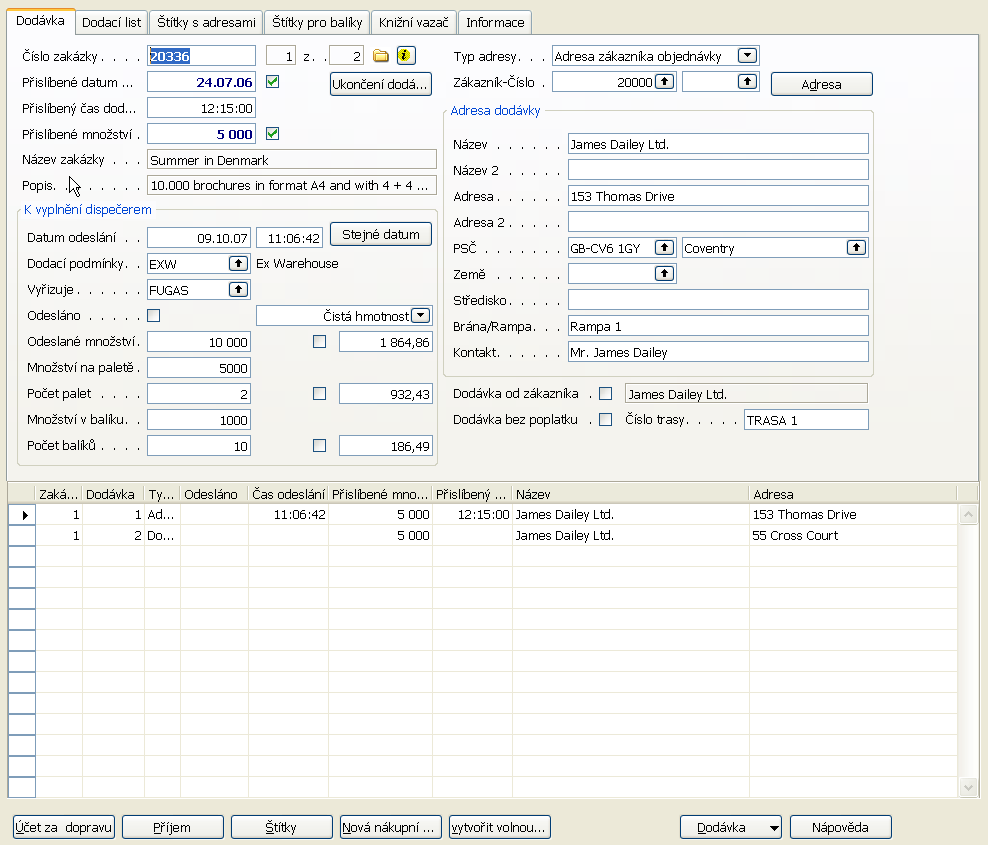 Dodávka Dodací list Štítky s adresami Štítky pro balíky Knižní vazač Informace
Číslo zakázky . . . . 20336 1 z. . 2
Přislíbené datum ... 24.07.06 Ukončení dodá...
Přislíbený čas dod... 12:15:00
Přislíbené množství . 5 000
Název zakázky . . . Summer in Denmark
Popis. . . . . . . . 10.000 brochures in format A4 and with 4 + 4 ...
K vyplnění dispečerem
Datum odeslání . . 09.10.07 11:06:42 Stejné datum
Dodací podmínky. . EXW Ex Warehouse
Vyřizuje . . . . . . FUGAS
Odesláno . . . . . Čistá hmotnost
Odeslané množství. 10 000 1 864,86
Množství na paletě . 5000
Počet palet . . . . 2 932,43
Množství v balíku. . 1000
Počet balíků . . . . 10 186,49
Typ adresy. . . Adresa zákazníka objednávky
Zákazník-Číslo . 20000 Adresa
Adresa dodávky
Název . . . . . . James Dailey Ltd.
Název 2 . . . . .
Adresa . . . . . . 153 Thomas Drive
Adresa 2 . . . . .
PSČ . . . . . . . GB-CV6 1GY Coventry
Země . . . . . .
Středisko. . . . .
Brána/Rampa. . . Rampa 1
Kontakt. . . . . . Mr. James Dailey
Dodávka od zákazníka . James Dailey Ltd.
Dodávka bez poplatku . Číslo trasy. . . . . TRASA 1
Zaká... Dodávka Ty... Odesláno Čas odeslání Přislíbené mno... Přislíbený ... Název Adresa
1 1 Ad... 11:06:42 5 000 12:15:00 James Dailey Ltd. 153 Thomas Drive
1 2 Do... 5 000 James Dailey Ltd. 55 Cross Court
Účet za dopravu Příjem Štítky Nová nákupní ... vytvořit volnou... Dodávka Nápověda